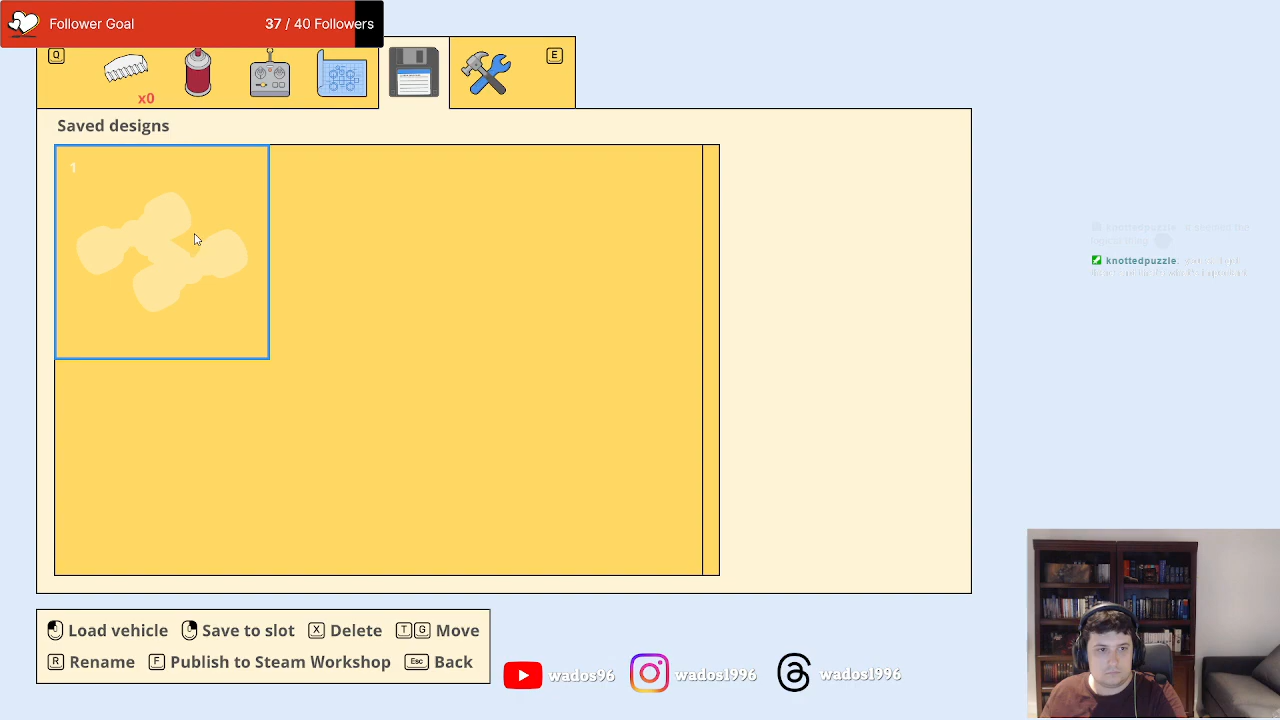 Follower Goal 37 / 40 Followers
Q E
x0
Saved designs
1
knottedpuzzle.
knottedpuzzle.
Load vehicle Save to slot X Delete T G Move
R Rename F Publish to Steam Workshop Esc Back
wados96 wados1996 wados1996